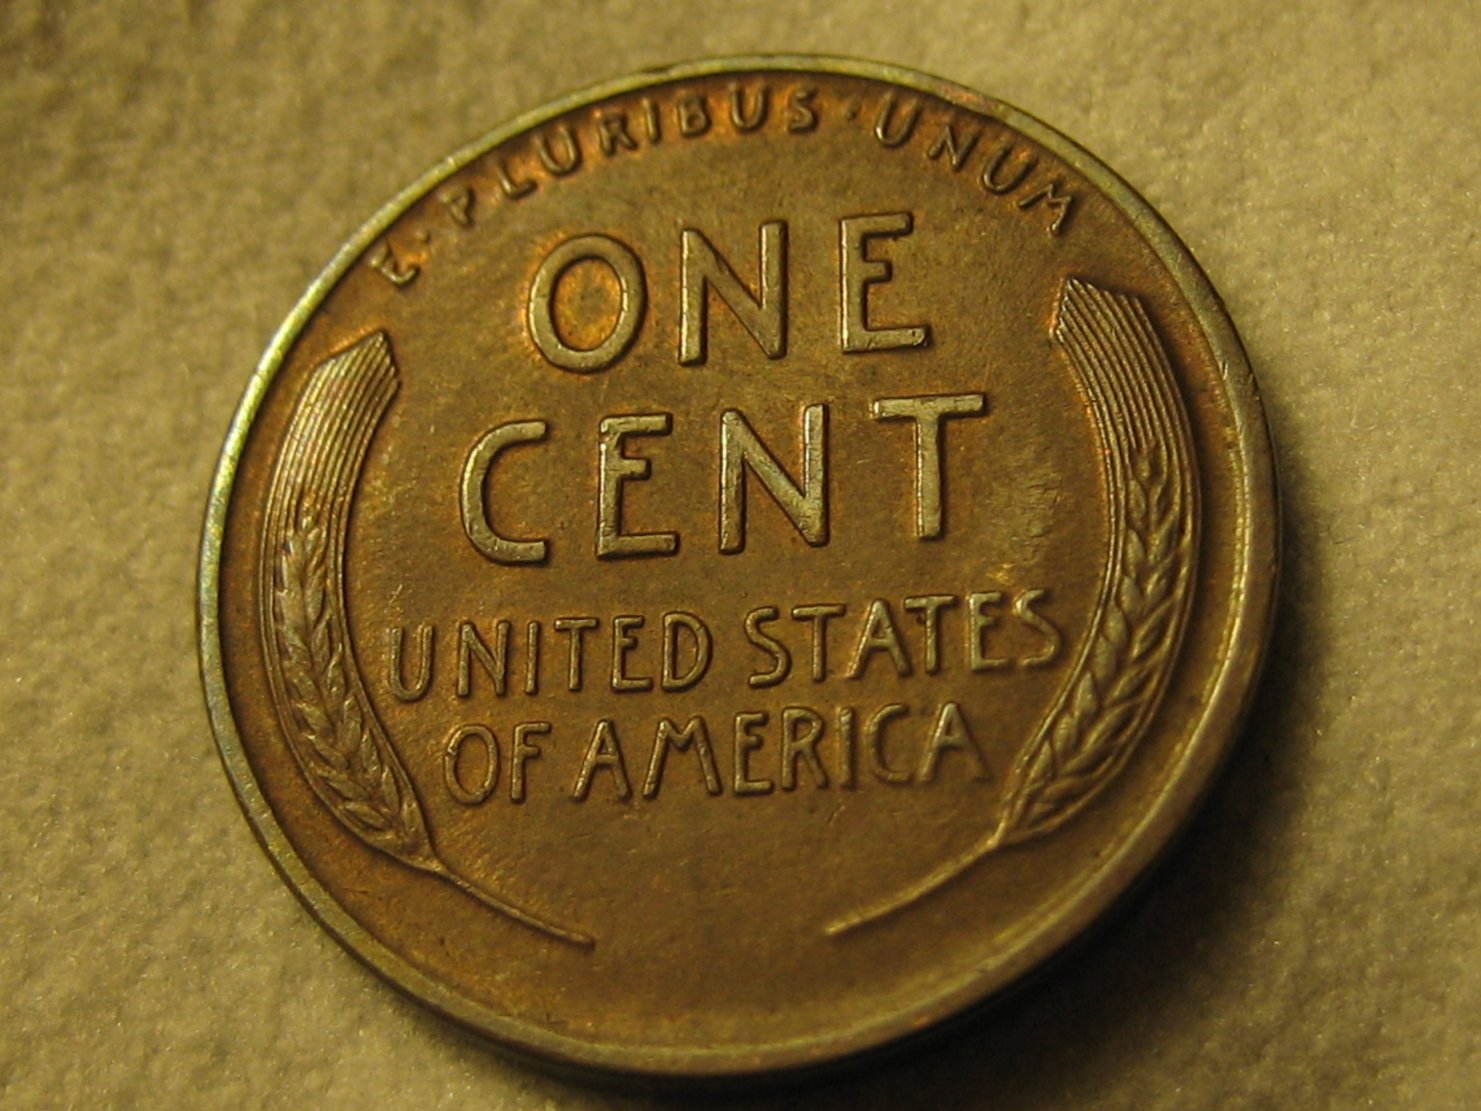 E·PLURIBUS·UNUM
ONE
CENT
UNITED STATES
OF AMERICA